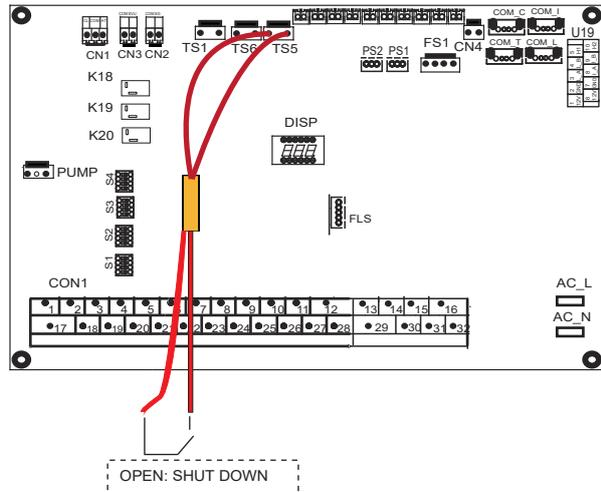 COM_C COM_I
U19
CN1 CN3 CN2
TS1 TS6 TS5
PS2 PS1 FS1 CN4
COM_T COM_L
K18
K19
K20
DISP
PUMP
S4
S3
S2
S1
FLS
CON1
AC_L
AC_N
1 2 3 4 5 6 7 8 9 10 11 12 13 14 15 16
17 18 19 20 21 2 23 24 25 26 27 28 29 30 31 32
OPEN: SHUT DOWN